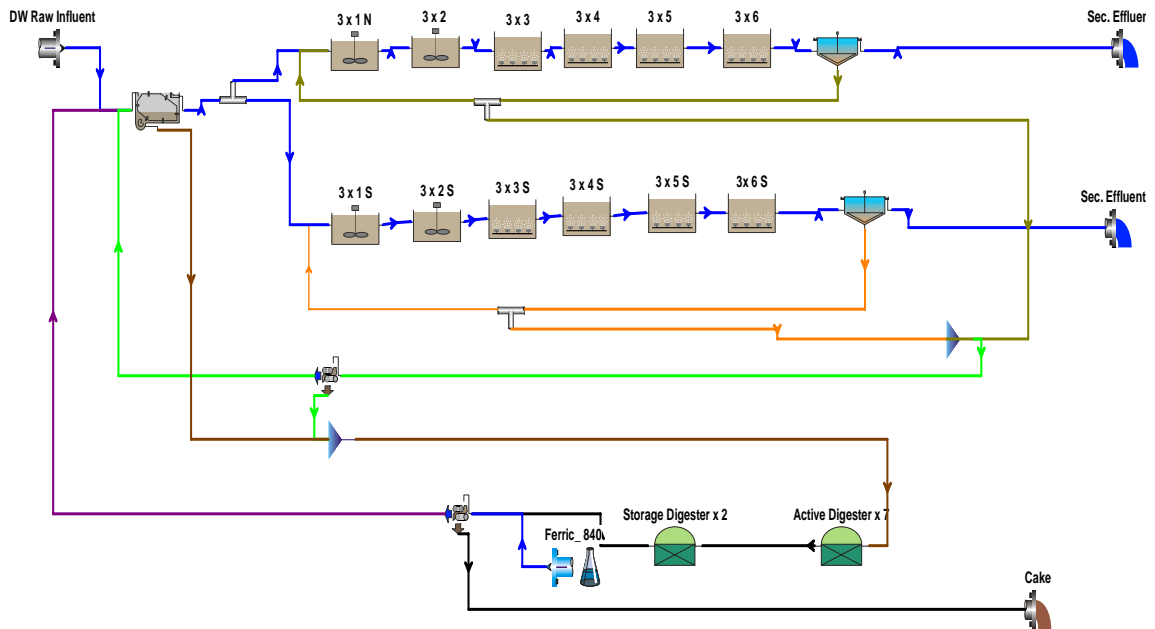 DW Raw Influent
3 x 1 N
3 x 2
3 x 3
3 x 4
3 x 5
3 x 6
Sec. Effluer
3 x 1 S
3 x 2 S
3 x 3 S
3 x 4 S
3 x 5 S
3 x 6 S
Sec. Effluent
Storage Digester x 2
Active Digester x 7
Ferric_ 840
Cake